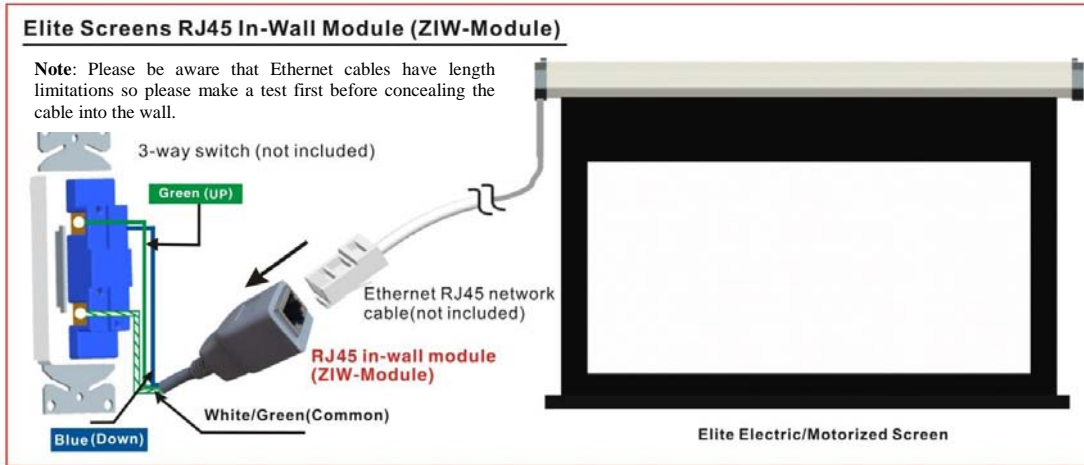 Elite Screens RJ45 In-Wall Module (ZIW-Module)
Note: Please be aware that Ethernet cables have length
limitations so please make a test first before concealing the
cable into the wall.
3-way switch (not included)
Green (UP)
Ethernet RJ45 network
cable(not included)
RJ45 in-wall module
(ZIW-Module)
White/Green(Common)
Blue (Down)
Elite Electric/Motorized Screen